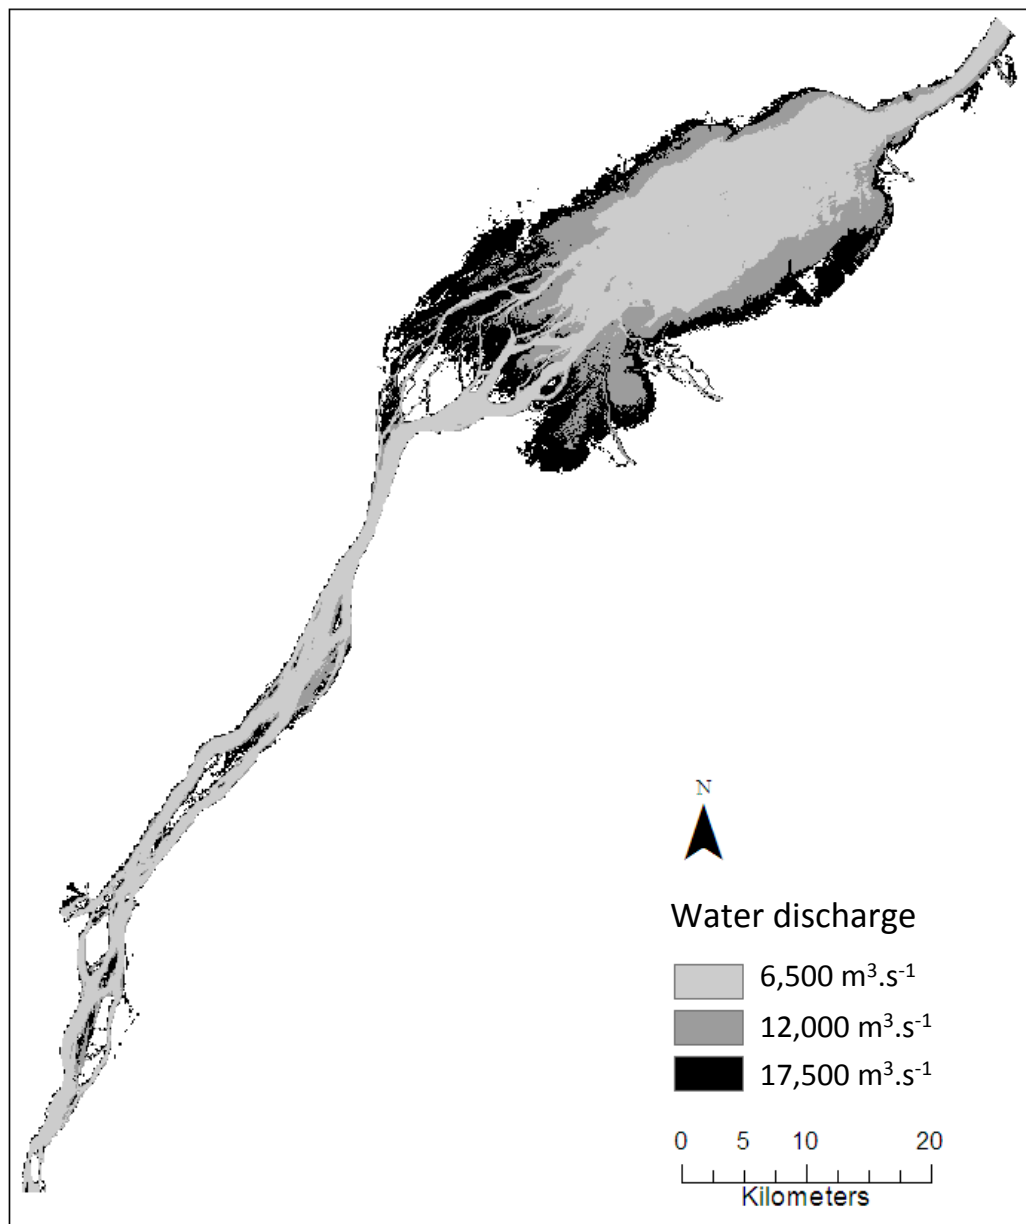 N
Water discharge
6,500 m³.s⁻¹
12,000 m³.s⁻¹
17,500 m³.s⁻¹
0 5 10 20
Kilometers